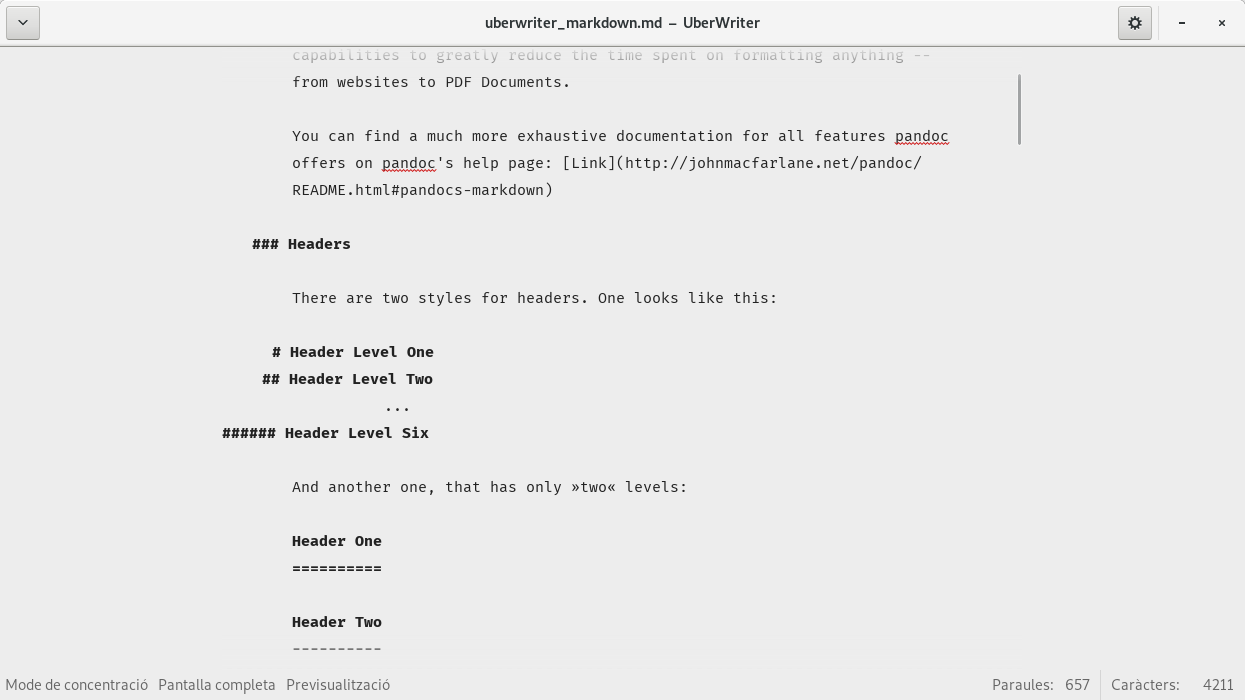 uberwriter_markdown.md – UberWriter
capabilities to greatly reduce the time spent on formatting anything --
from websites to PDF Documents.
You can find a much more exhaustive documentation for all features pandoc
offers on pandoc's help page: [Link](http://johnmacfarlane.net/pandoc/
README.html#pandocs-markdown)
### Headers
There are two styles for headers. One looks like this:
# Header Level One
## Header Level Two
...
###### Header Level Six
And another one, that has only »two« levels:
Header One
==========
Header Two
----------
Mode de concentració Pantalla completa Previsualització Paraules: 657 Caràcters: 4211